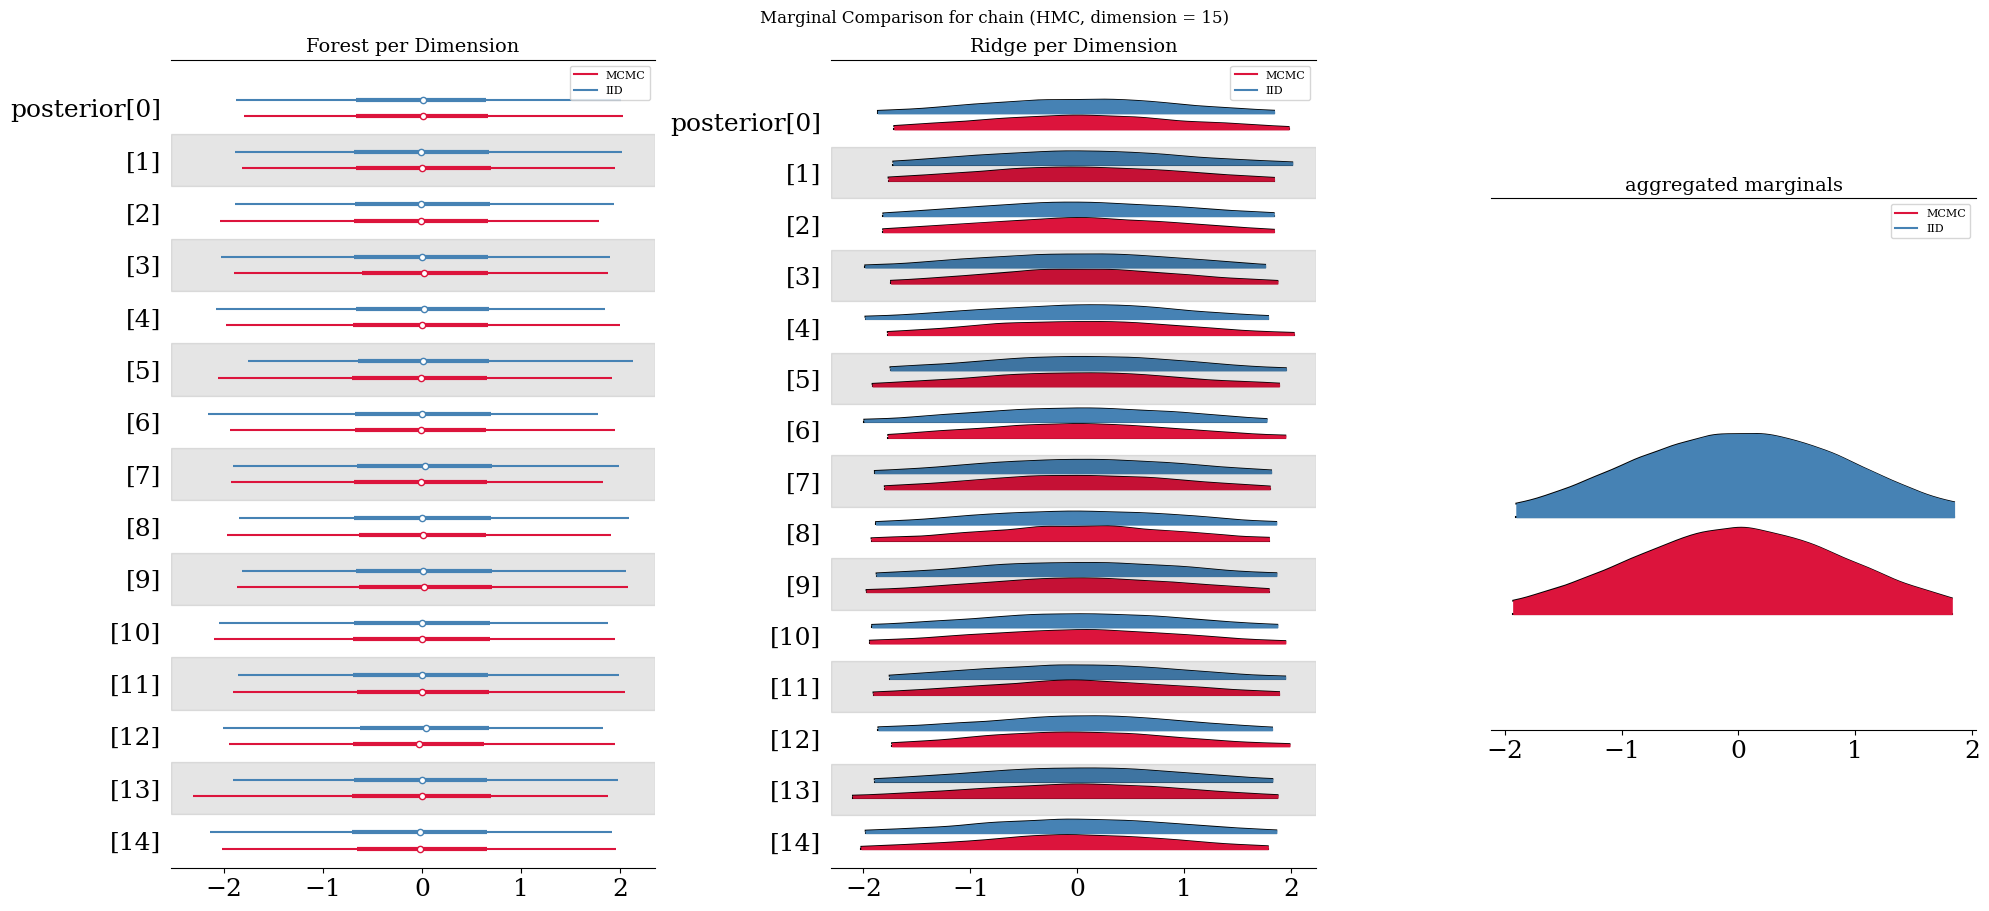 Marginal Comparison for chain (HMC, dimension = 15)
Forest per Dimension
MCMC
IID
posterior[0]
[1]
[2]
[3]
[4]
[5]
[6]
[7]
[8]
[9]
[10]
[11]
[12]
[13]
[14]
−2 −1 0 1 2
Ridge per Dimension
MCMC
IID
posterior[0]
[1]
[2]
[3]
[4]
[5]
[6]
[7]
[8]
[9]
[10]
[11]
[12]
[13]
[14]
−2 −1 0 1 2
aggregated marginals
MCMC
IID
−2 −1 0 1 2